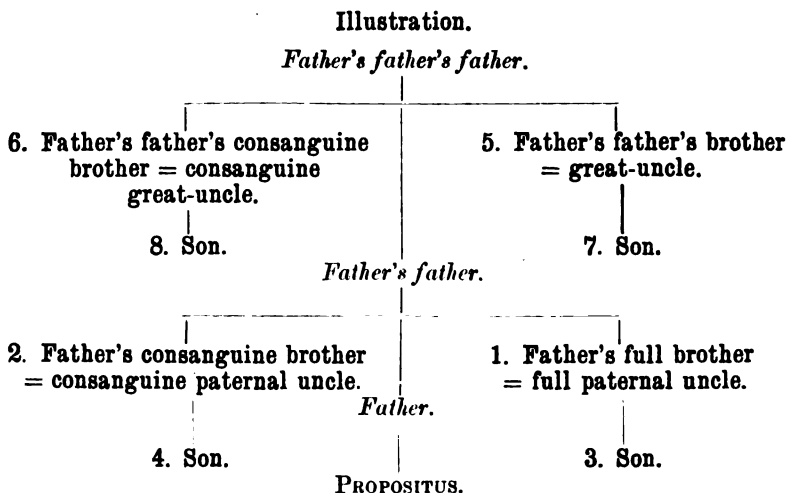 Illustration.
Father's father's father.
6. Father's father's consanguine
brother = consanguine
great-uncle.
5. Father's father's brother
= great-uncle.
8. Son.
7. Son.
Father's father.
2. Father's consanguine brother
= consanguine paternal uncle.
1. Father's full brother
= full paternal uncle.
Father.
4. Son.
3. Son.
PROPOSITUS.